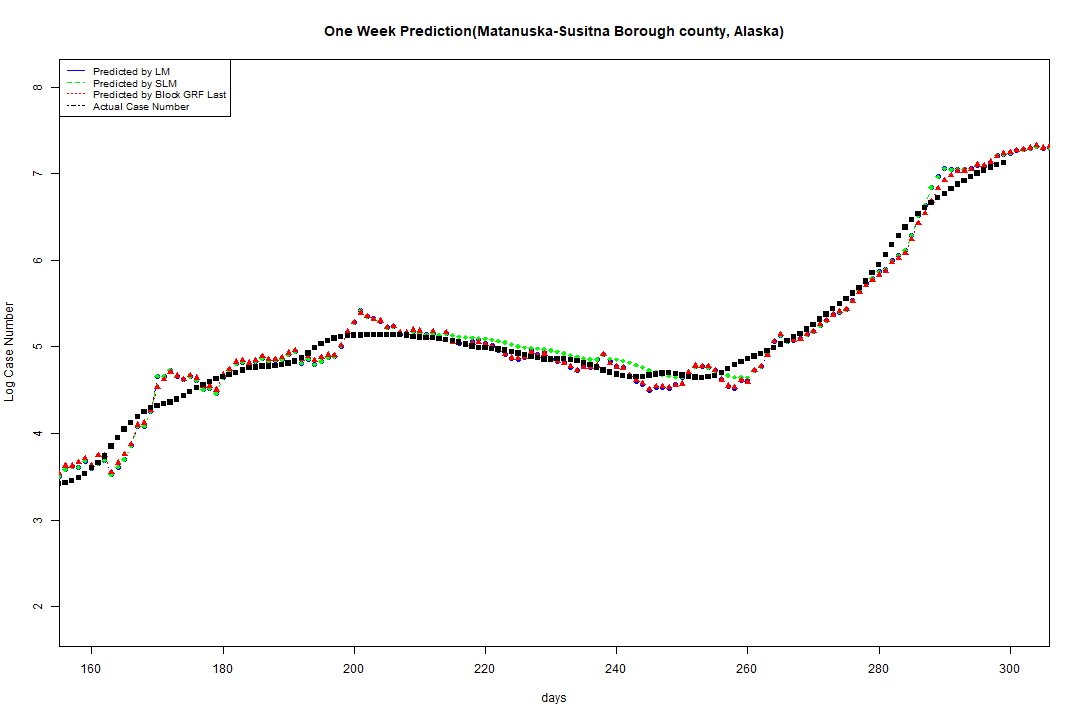 One Week Prediction(Matanuska-Susitna Borough county, Alaska)
Predicted by LM
Predicted by SLM
Predicted by Block GRF Last
Actual Case Number
8
7
6
5
4
3
2
Log Case Number
160 180 200 220 240 260 280 300
days